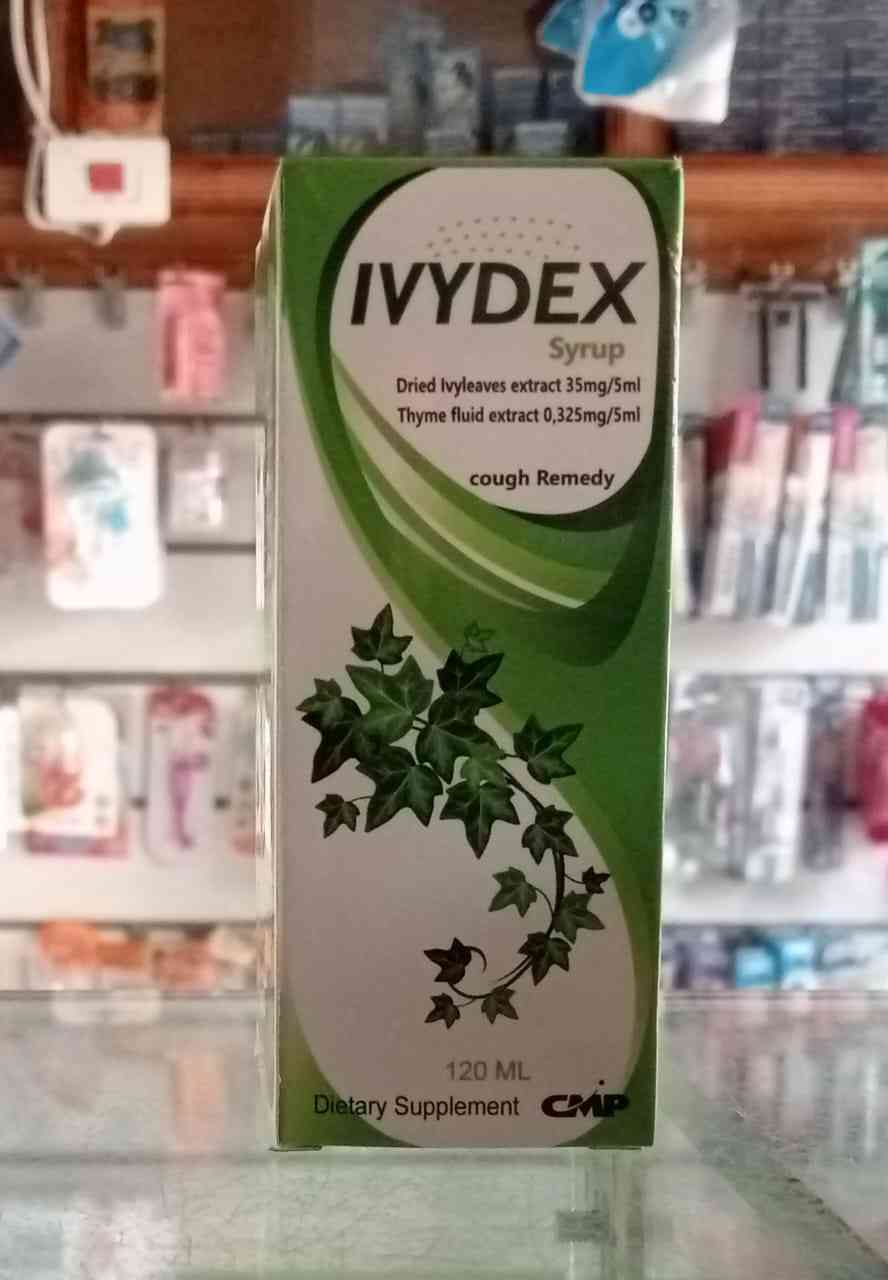 IVYDEX
Syrup
Dried Ivyleaves extract 35mg/5ml
Thyme fluid extract 0,325mg/5ml
cough Remedy
120 ML
Dietary Supplement CMP